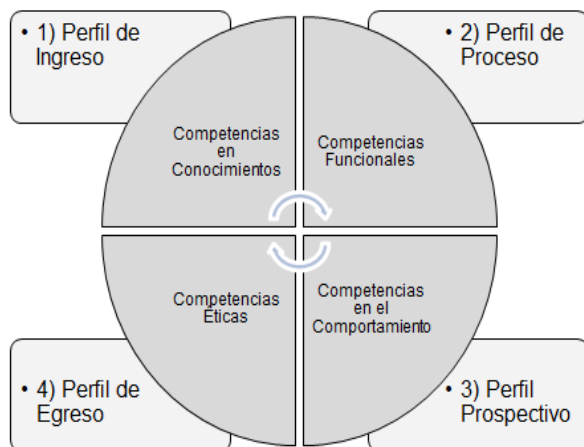 • 1) Perfil de
Ingreso
• 2) Perfil de
Proceso
Competencias
en
Conocimientos
Competencias
Funcionales
Competencias
Éticas
Competencias
en el
Comportamiento
• 4) Perfil de
Egreso
• 3) Perfil
Prospectivo